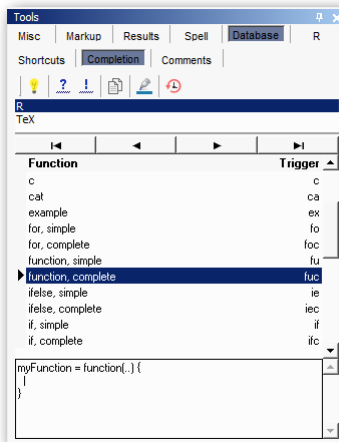 Tools
Misc Markup Results Spell Database R
Shortcuts Completion Comments
R
TeX
Function Trigger
c c
cat ca
example ex
for, simple fo
for, complete foc
function, simple fu
function, complete fuc
ifelse, simple ie
ifelse, complete iec
if, simple if
if, complete ifc
myFunction = function(..) {
|
}